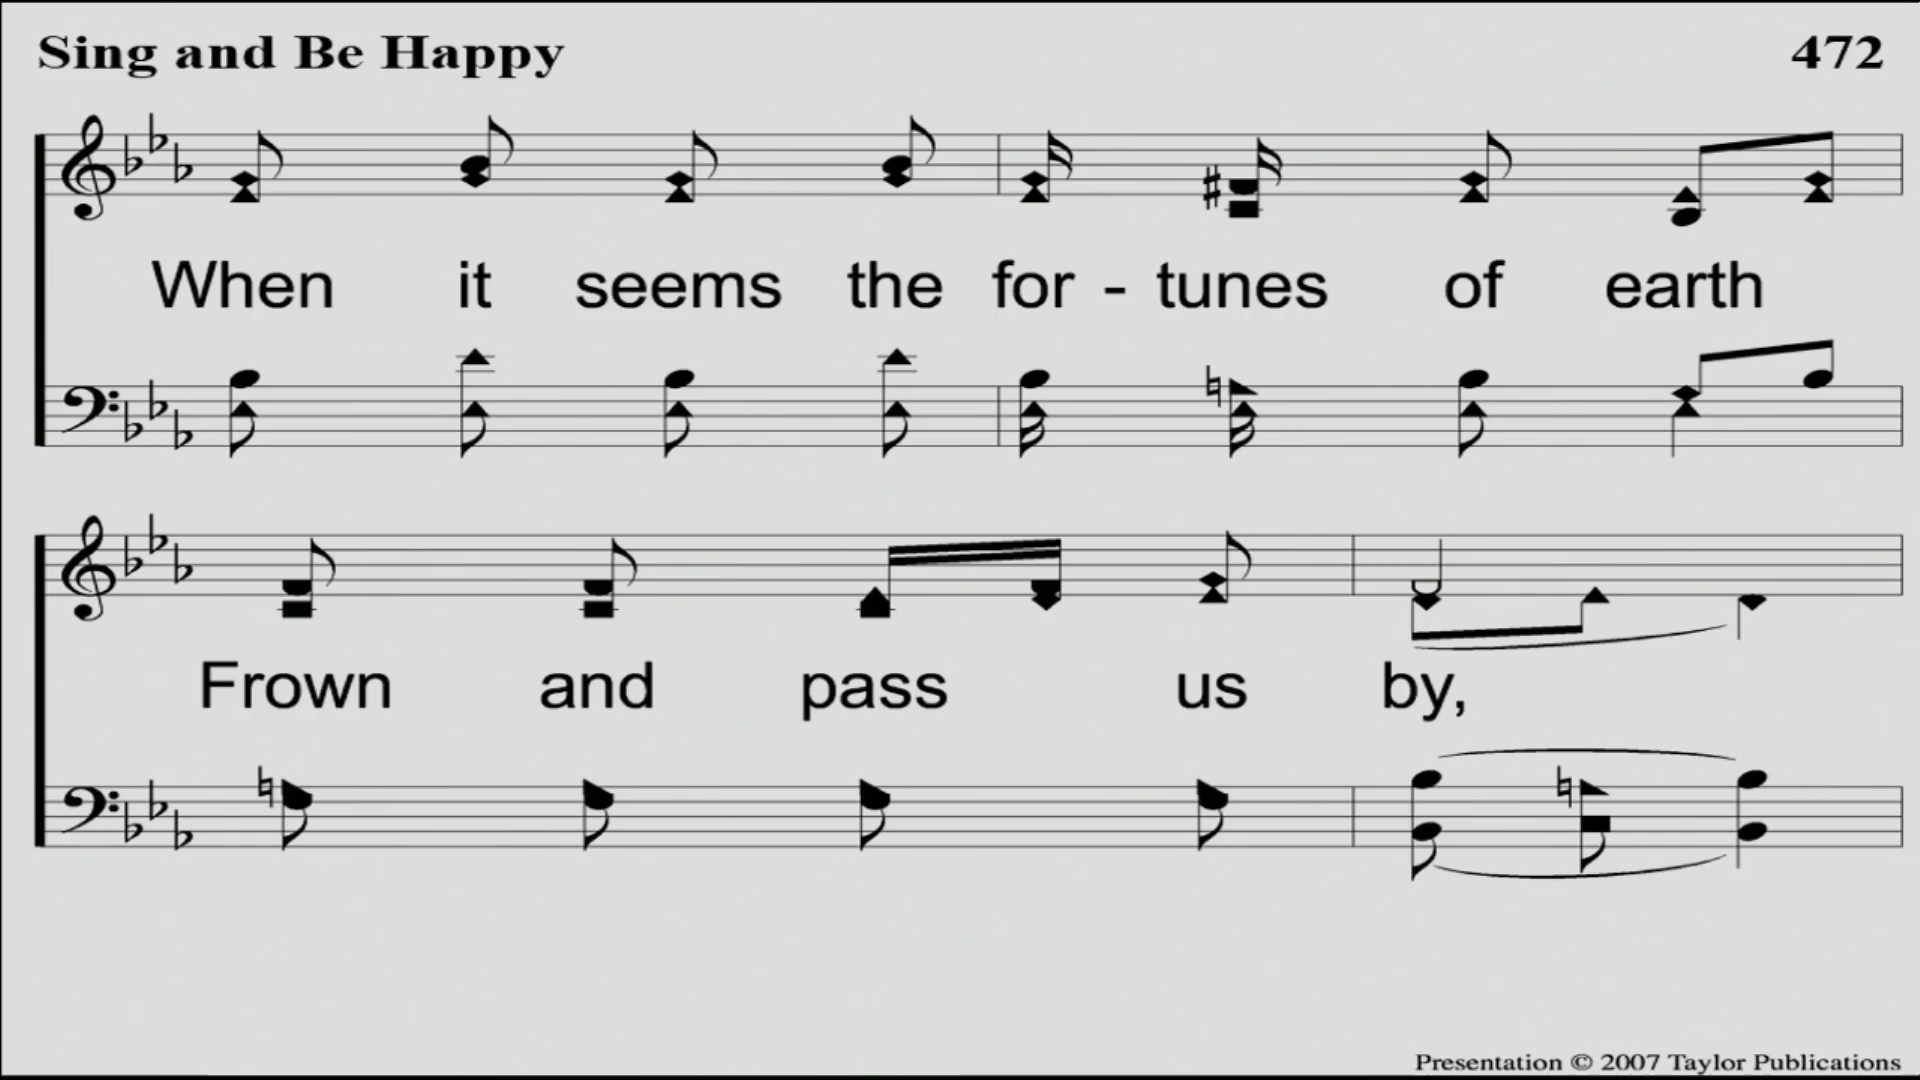 Sing and Be Happy 472
When it seems the for - tunes of earth
Frown and pass us by,
Presentation © 2007 Taylor Publications